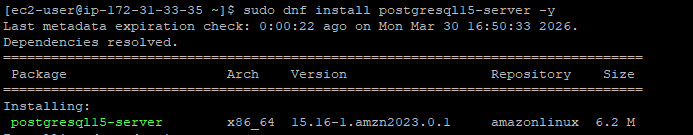 [ec2-user@ip-172-31-33-35 ~]$ sudo dnf install postgresql15-server -y
Last metadata expiration check: 0:00:22 ago on Mon Mar 30 16:50:33 2026.
Dependencies resolved.
================================================================================
 Package                Arch    Version                  Repository    Size
================================================================================
Installing:
 postgresql15-server    x86_64  15.16-1.amzn2023.0.1     amazonlinux  6.2 M